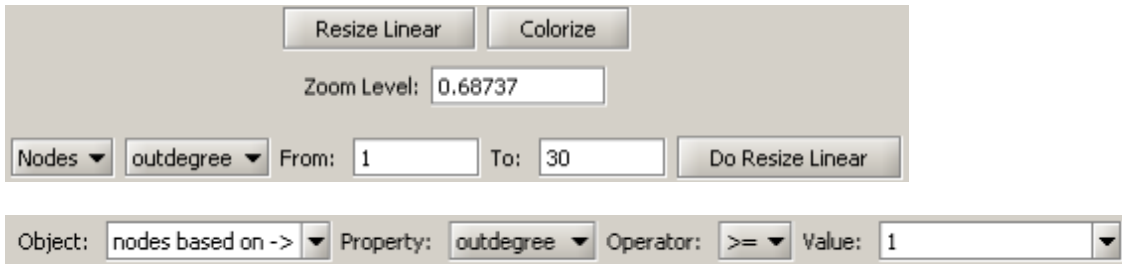 Resize Linear Colorize
Zoom Level: 0.68737
Nodes outdegree From: 1 To: 30 Do Resize Linear
Object: nodes based on -> Property: outdegree Operator: >= Value: 1